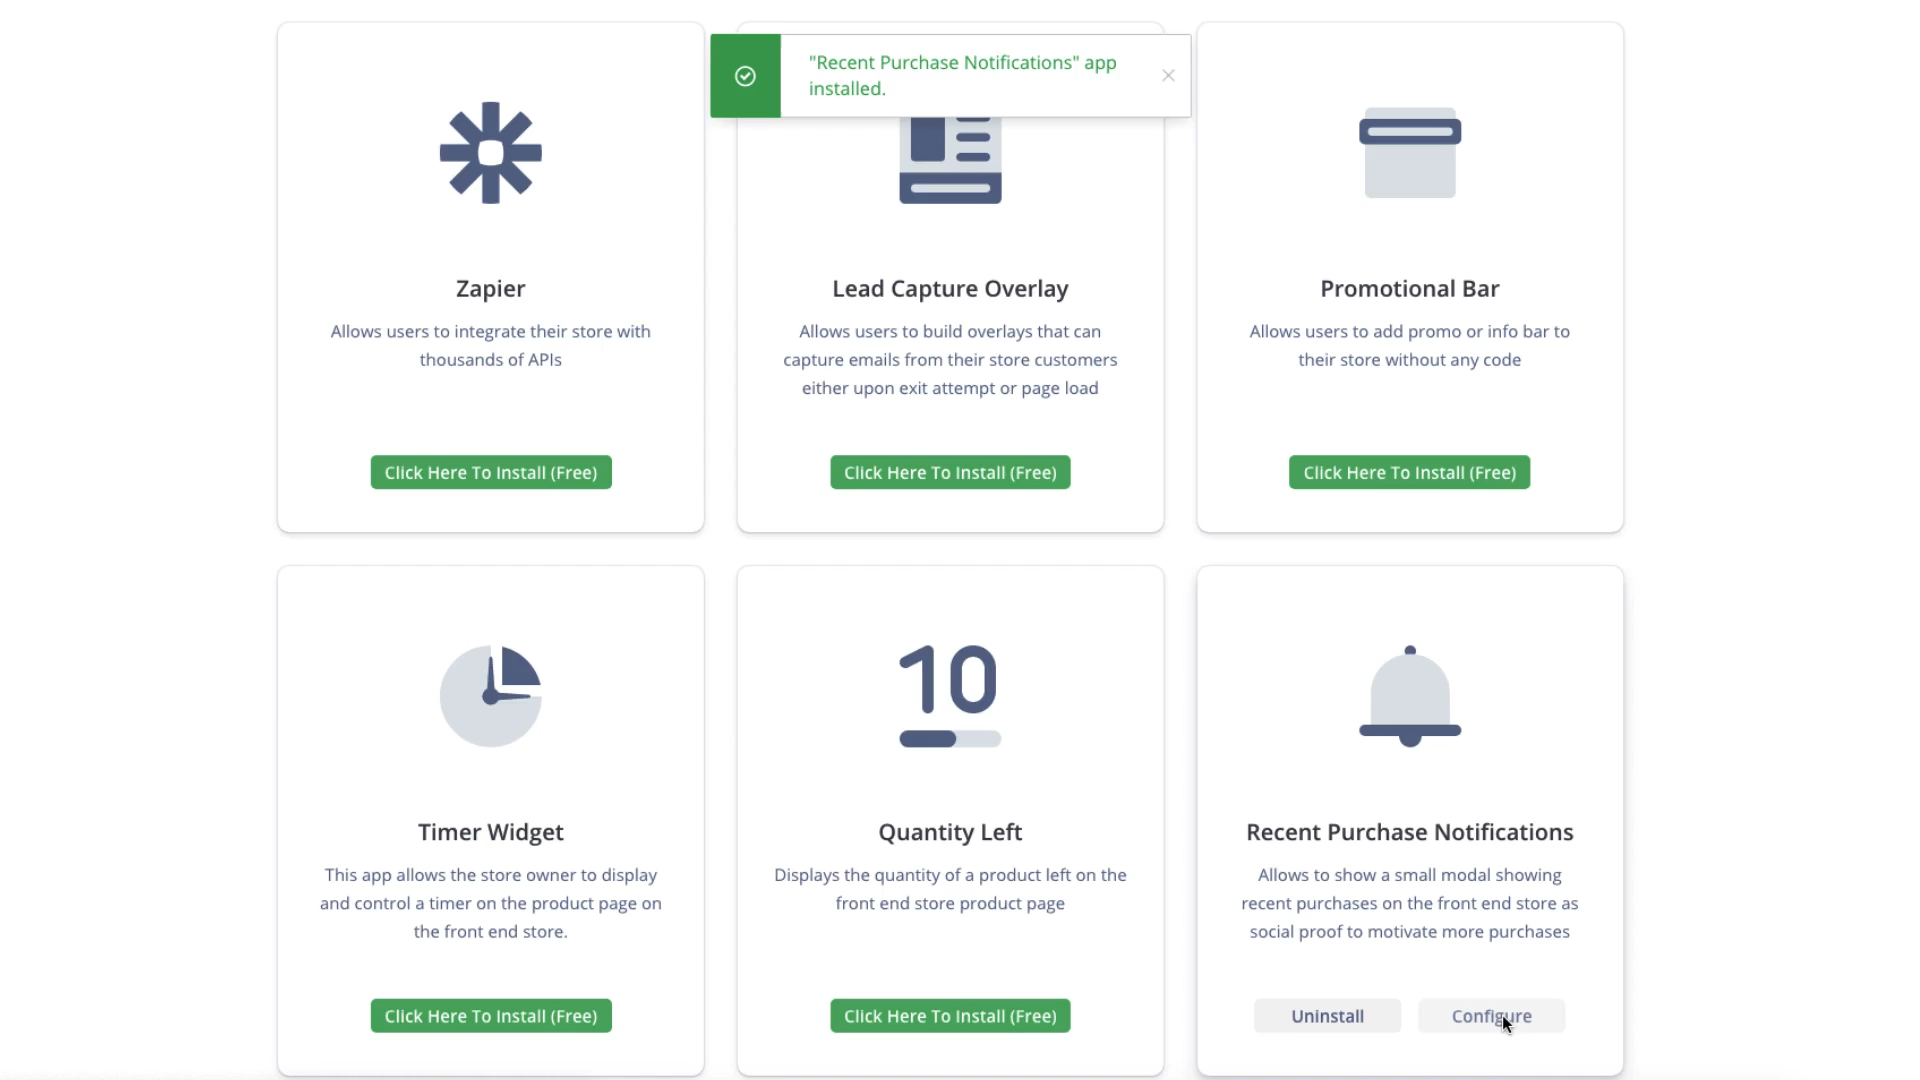 "Recent Purchase Notifications" app
installed.
Zapier
Allows users to integrate their store with
thousands of APIs
Click Here To Install (Free)
Lead Capture Overlay
Allows users to build overlays that can
capture emails from their store customers
either upon exit attempt or page load
Click Here To Install (Free)
Promotional Bar
Allows users to add promo or info bar to
their store without any code
Click Here To Install (Free)
Timer Widget
This app allows the store owner to display
and control a timer on the product page on
the front end store.
Click Here To Install (Free)
10
Quantity Left
Displays the quantity of a product left on the
front end store product page
Click Here To Install (Free)
Recent Purchase Notifications
Allows to show a small modal showing
recent purchases on the front end store as
social proof to motivate more purchases
Uninstall
Configure